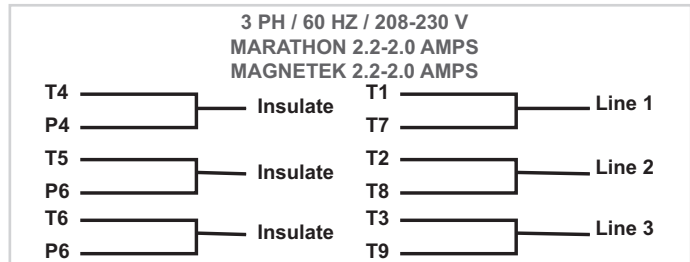 3 PH / 60 HZ / 208-230 V
MARATHON 2.2-2.0 AMPS
MAGNETEK 2.2-2.0 AMPS
T4 Insulate T1 Line 1
P4 T7
T5 Insulate T2 Line 2
P6 T8
T6 Insulate T3 Line 3
P6 T9